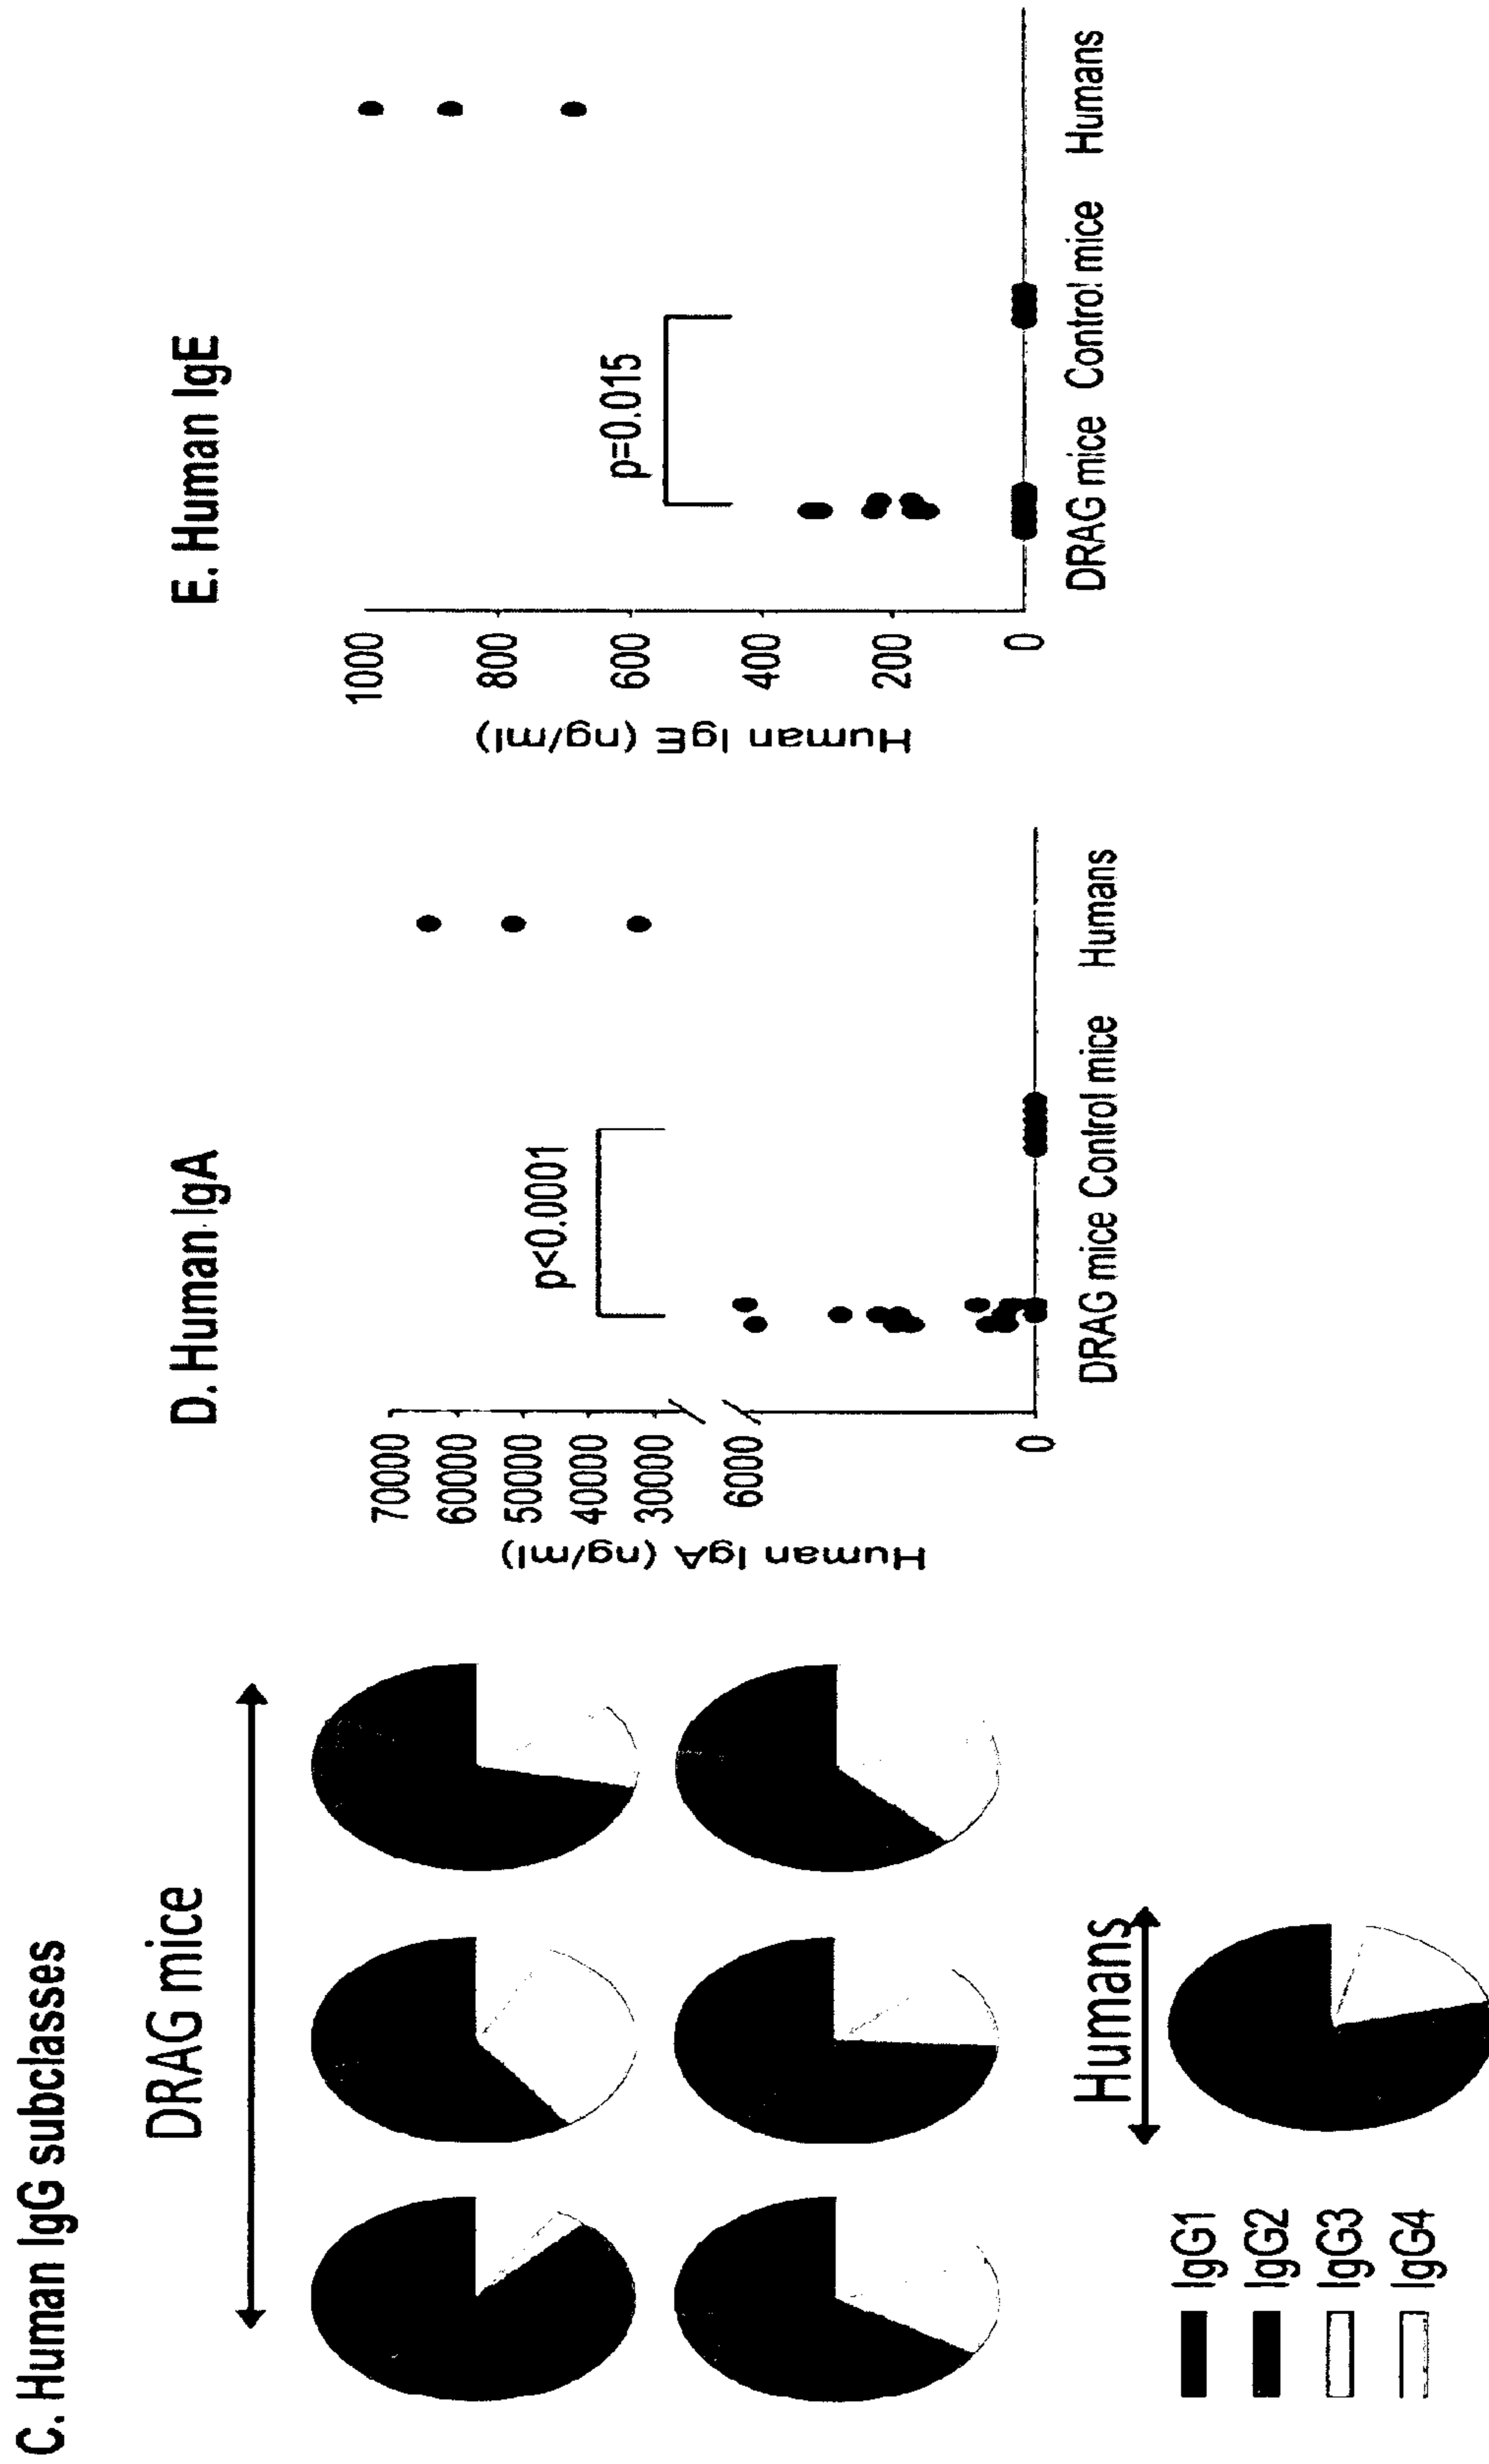 C. Human IgG subclasses
DRAG mice
Humans
IgG1
IgG2
IgG3
IgG4
D. Human IgA
Human IgA (ng/ml)
70000
60000
50000
40000
30000
6000
0
p<0.0001
DRAG mice Control mice Humans
E. Human IgE
Human IgE (ng/ml)
1000
800
600
400
200
0
p=0.015
DRAG mice Control mice Humans